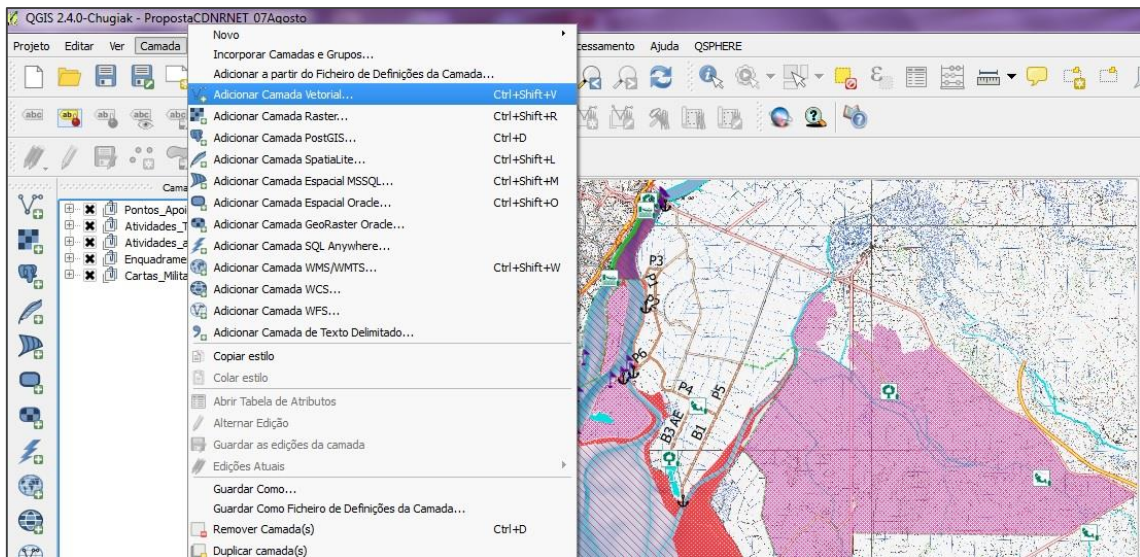 QGIS 2.4.0-Chugiak - PropostaCDNRNET_07Agosto
Projeto Editar Ver Camada cessamento Ajuda QSPHERE
Novo
Incorporar Camadas e Grupos...
Adicionar a partir do Ficheiro de Definições da Camada...
Adicionar Camada Vetorial... Ctrl+Shift+V
Adicionar Camada Raster... Ctrl+Shift+R
Adicionar Camada PostGIS... Ctrl+D
Adicionar Camada SpatiaLite... Ctrl+Shift+L
Adicionar Camada Espacial MSSQL... Ctrl+Shift+M
Adicionar Camada Espacial Oracle... Ctrl+Shift+O
Adicionar Camada GeoRaster Oracle...
Adicionar Camada SQL Anywhere...
Adicionar Camada WMS/WMTS... Ctrl+Shift+W
Adicionar Camada WCS...
Adicionar Camada WFS...
Adicionar Camada de Texto Delimitado...
Copiar estilo
Colar estilo
Abrir Tabela de Atributos
Alternar Edição
Guardar as edições da camada
Edições Atuais
Guardar Como...
Guardar Como Ficheiro de Definições da Camada...
Remover Camada(s) Ctrl+D
Duplicar camada(s)
abc ab ab abc abc
Cama
Pontos_Apoi
Atividades_T
Atividades_a
Enquadrame
Cartas_Milita
P3
P6
P4
P5
B3
AE
B1